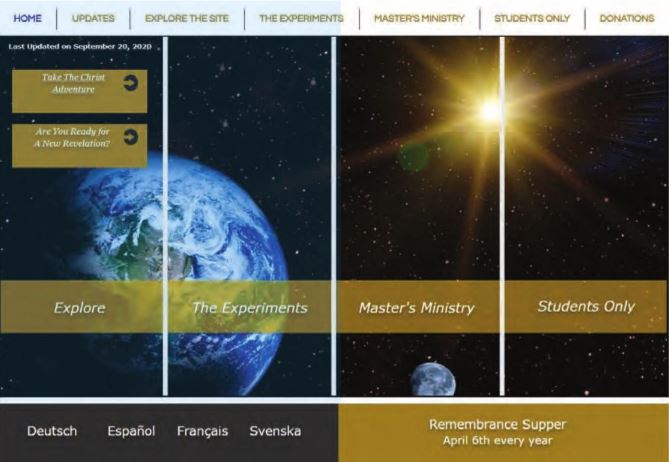 HOME UPDATES EXPLORE THE SITE THE EXPERIMENTS MASTER'S MINISTRY STUDENTS ONLY DONATIONS
Last Updated on September 20, 2020
Take The Christ
Adventure
Are You Ready for
A New Revelation?
Explore The Experiments Master's Ministry Students Only
Deutsch Español Français Svenska
Remembrance Supper
April 6th every year